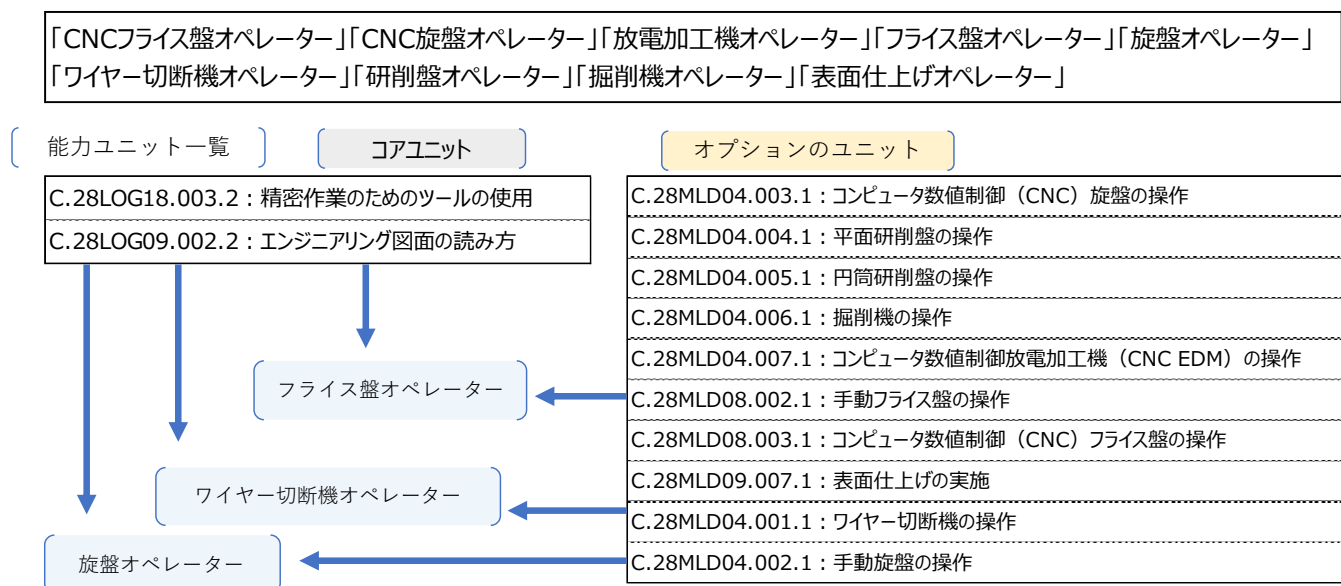 「CNCフライス盤オペレーター」「CNC旋盤オペレーター」「放電加工機オペレーター」「フライス盤オペレーター」「旋盤オペレーター」
「ワイヤー切断機オペレーター」「研削盤オペレーター」「掘削機オペレーター」「表面仕上げオペレーター」
能力ユニット一覧
コアユニット
オプションのユニット
C.28LOG18.003.2：精密作業のためのツールの使用
C.28LOG09.002.2：エンジニアリング図面の読み方
C.28MLD04.003.1：コンピュータ数値制御（CNC）旋盤の操作
C.28MLD04.004.1：平面研削盤の操作
C.28MLD04.005.1：円筒研削盤の操作
C.28MLD04.006.1：掘削機の操作
C.28MLD04.007.1：コンピュータ数値制御放電加工機（CNC EDM）の操作
C.28MLD08.002.1：手動フライス盤の操作
C.28MLD08.003.1：コンピュータ数値制御（CNC）フライス盤の操作
C.28MLD09.007.1：表面仕上げの実施
C.28MLD04.001.1：ワイヤー切断機の操作
C.28MLD04.002.1：手動旋盤の操作
フライス盤オペレーター
ワイヤー切断機オペレーター
旋盤オペレーター